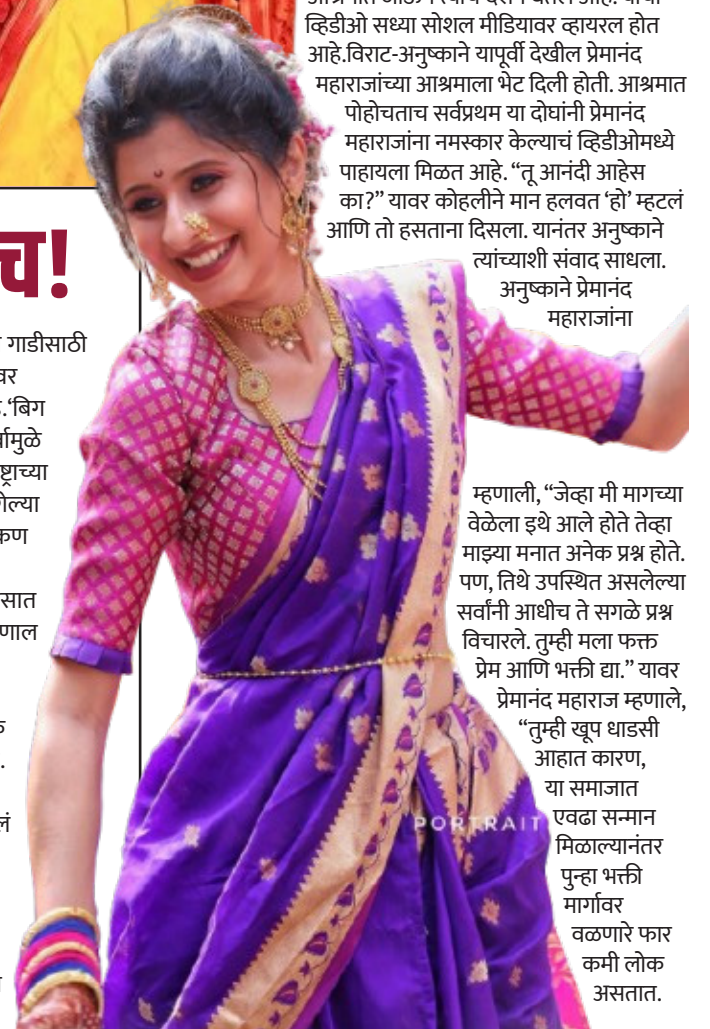 व्हिडीओ सध्या सोशल मीडियावर व्हायरल होत
आहे.विराट-अनुष्काने यापूर्वी देखील प्रेमानंद
महाराजांच्या आश्रमाला भेट दिली होती. आश्रमात
पोहोचताच सर्वप्रथम या दोघांनी प्रेमानंद
महाराजांना नमस्कार केल्याचं व्हिडीओमध्ये
पाहायला मिळत आहे. “तू आनंदी आहेस
का?” यावर कोहलीने मान हलवत ‘हो’ म्हटलं
आणि तो हसताना दिसला. यानंतर अनुष्काने
त्यांच्याशी संवाद साधला.
अनुष्काने प्रेमानंद
महाराजांना
म्हणाली, “जेव्हा मी मागच्या
वेळेला इथे आले होते तेव्हा
माझ्या मनात अनेक प्रश्न होते.
पण, तिथे उपस्थित असलेल्या
सर्वांनी आधीच ते सगळे प्रश्न
विचारले. तुम्ही मला फक्त
प्रेम आणि भक्ती द्या.” यावर
प्रेमानंद महाराज म्हणाले,
“तुम्ही खूप धाडसी
आहात कारण,
या समाजात
एवढा सन्मान
मिळाल्यानंतर
पुन्हा भक्ती
मार्गावर
वळणारे फार
कमी लोक
असतात.
च!
गाडीसाठी
‘बिग
PORTRAIT